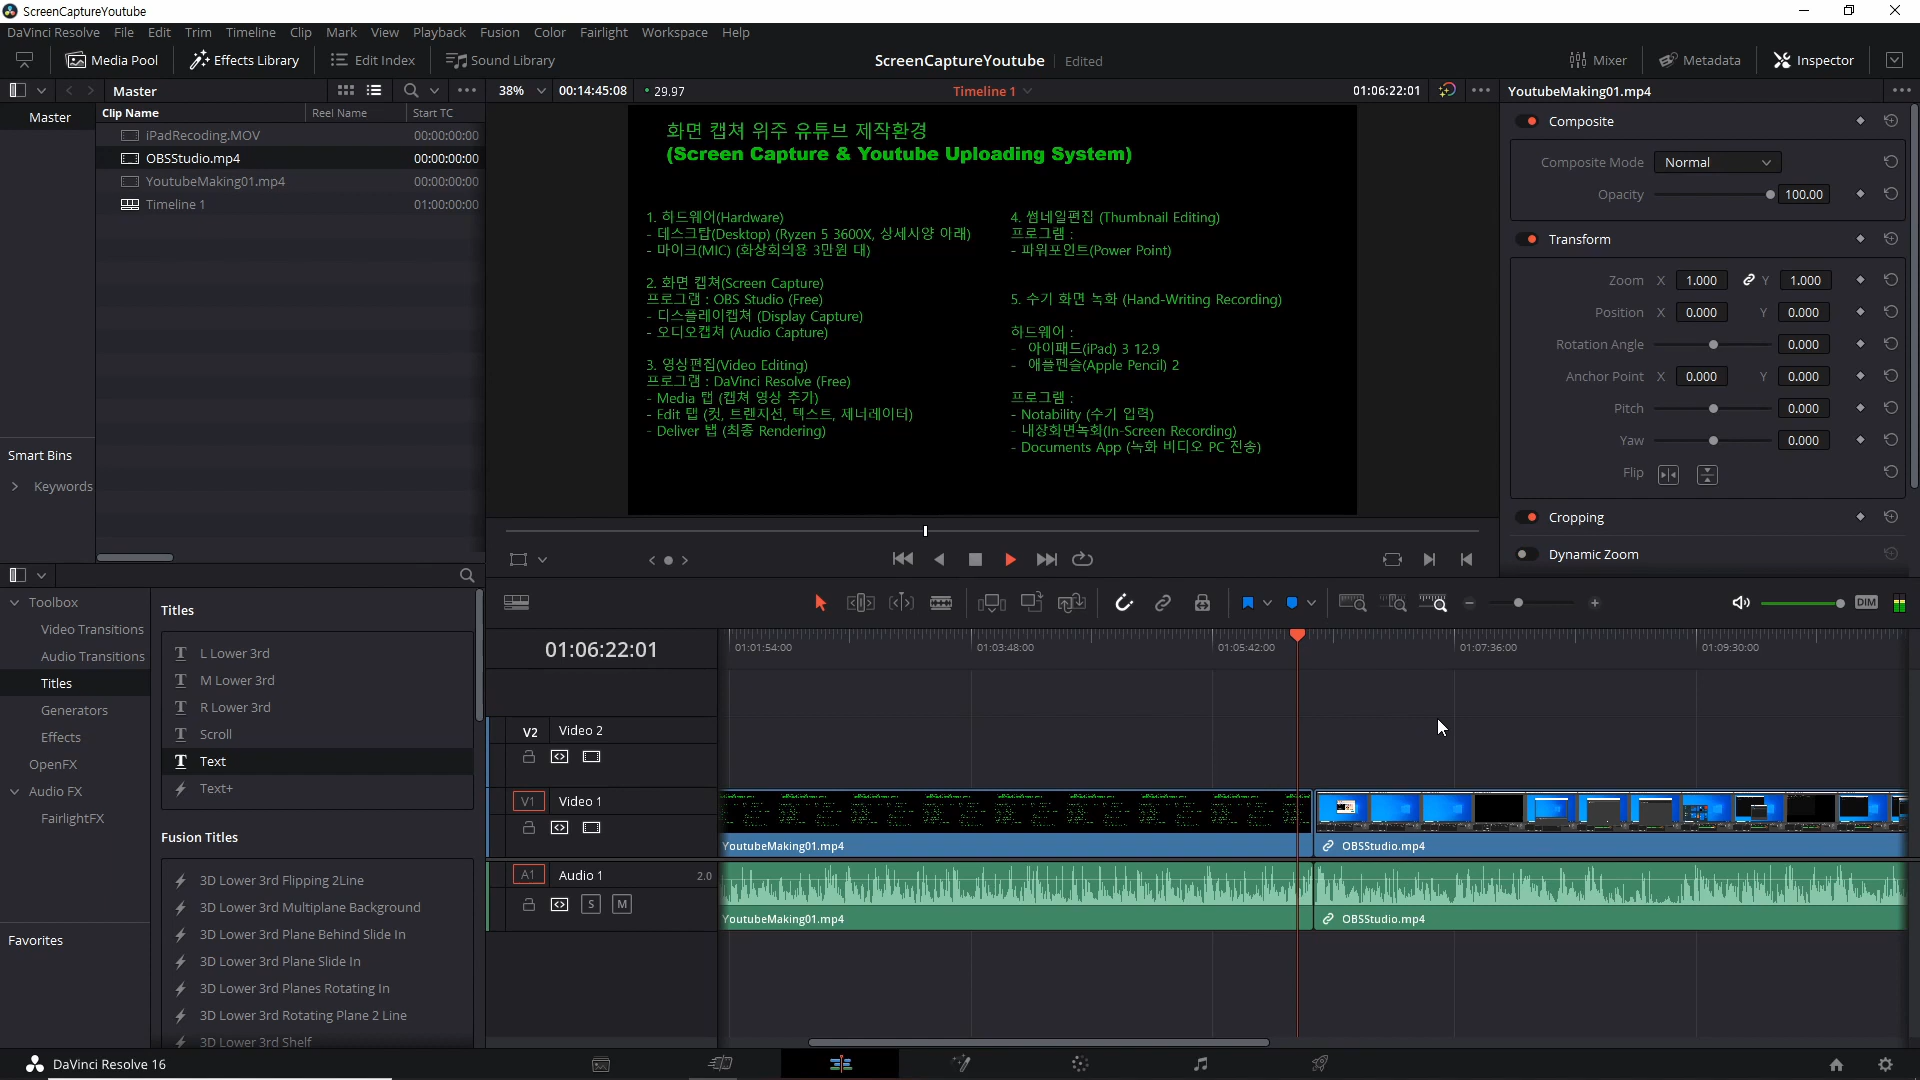 ScreenCaptureYoutube
DaVinci Resolve File Edit Trim Timeline Clip Mark View Playback Fusion Color Fairlight Workspace Help
Media Pool Effects Library Edit Index Sound Library ScreenCaptureYoutube Edited Mixer Metadata Inspector
Master 38% 00:14:45:08 29.97 Timeline 1 01:06:22:01 YoutubeMaking01.mp4
Master
Clip Name Reel Name Start TC
iPadRecoding.MOV 00:00:00:00
OBSStudio.mp4 00:00:00:00
YoutubeMaking01.mp4 00:00:00:00
Timeline 1 01:00:00:00
Smart Bins
Keywords
화면 캡쳐 위주 유튜브 제작환경
(Screen Capture & Youtube Uploading System)
1. 하드웨어(Hardware)
- 데스크탑(Desktop) (Ryzen 5 3600X, 상세시양 이래)
- 마이크(MIC) (화상회의용 3만원 대)
2. 화면 캡쳐(Screen Capture)
프로그램 : OBS Studio (Free)
- 디스플레이캡쳐 (Display Capture)
- 오디오캡쳐 (Audio Capture)
3. 영상편집(Video Editing)
프로그램 : DaVinci Resolve (Free)
- Media 탭 (캡쳐 영상 추가)
- Edit 탭 (컷, 트랜지션, 텍스트, 제너레이터)
- Deliver 탭 (최종 Rendering)
4. 썸네일편집 (Thumbnail Editing)
프로그램 :
- 파워포인트(Power Point)
5. 수기 화면 녹화 (Hand-Writing Recording)
하드웨어 :
- 아이패드(iPad) 3 12.9
- 애플펜슬(Apple Pencil) 2
프로그램 :
- Notability (수기 입력)
- 내장화면녹화(In-Screen Recording)
- Documents App (녹화 비디오 PC 진송)
Composite
Composite Mode Normal
Opacity 100.00
Transform
Zoom X 1.000 Y 1.000
Position X 0.000 Y 0.000
Rotation Angle 0.000
Anchor Point X 0.000 Y 0.000
Pitch 0.000
Yaw 0.000
Flip
Cropping
Dynamic Zoom
Toolbox
Video Transitions
Audio Transitions
Titles
Generators
Effects
OpenFX
Audio FX
FairlightFX
Favorites
Titles
L Lower 3rd
M Lower 3rd
R Lower 3rd
Scroll
Text
Text+
Fusion Titles
3D Lower 3rd Flipping 2Line
3D Lower 3rd Multiplane Background
3D Lower 3rd Plane Behind Slide In
3D Lower 3rd Plane Slide In
3D Lower 3rd Planes Rotating In
3D Lower 3rd Rotating Plane 2 Line
3D Lower 3rd Shelf
DIM
01:06:22:01
01:01:54:00 01:03:48:00 01:05:42:00 01:07:36:00 01:09:30:00
V2 Video 2
V1 Video 1
YoutubeMaking01.mp4 OBSStudio.mp4
A1 Audio 1 2.0
S M
YoutubeMaking01.mp4 OBSStudio.mp4
DaVinci Resolve 16